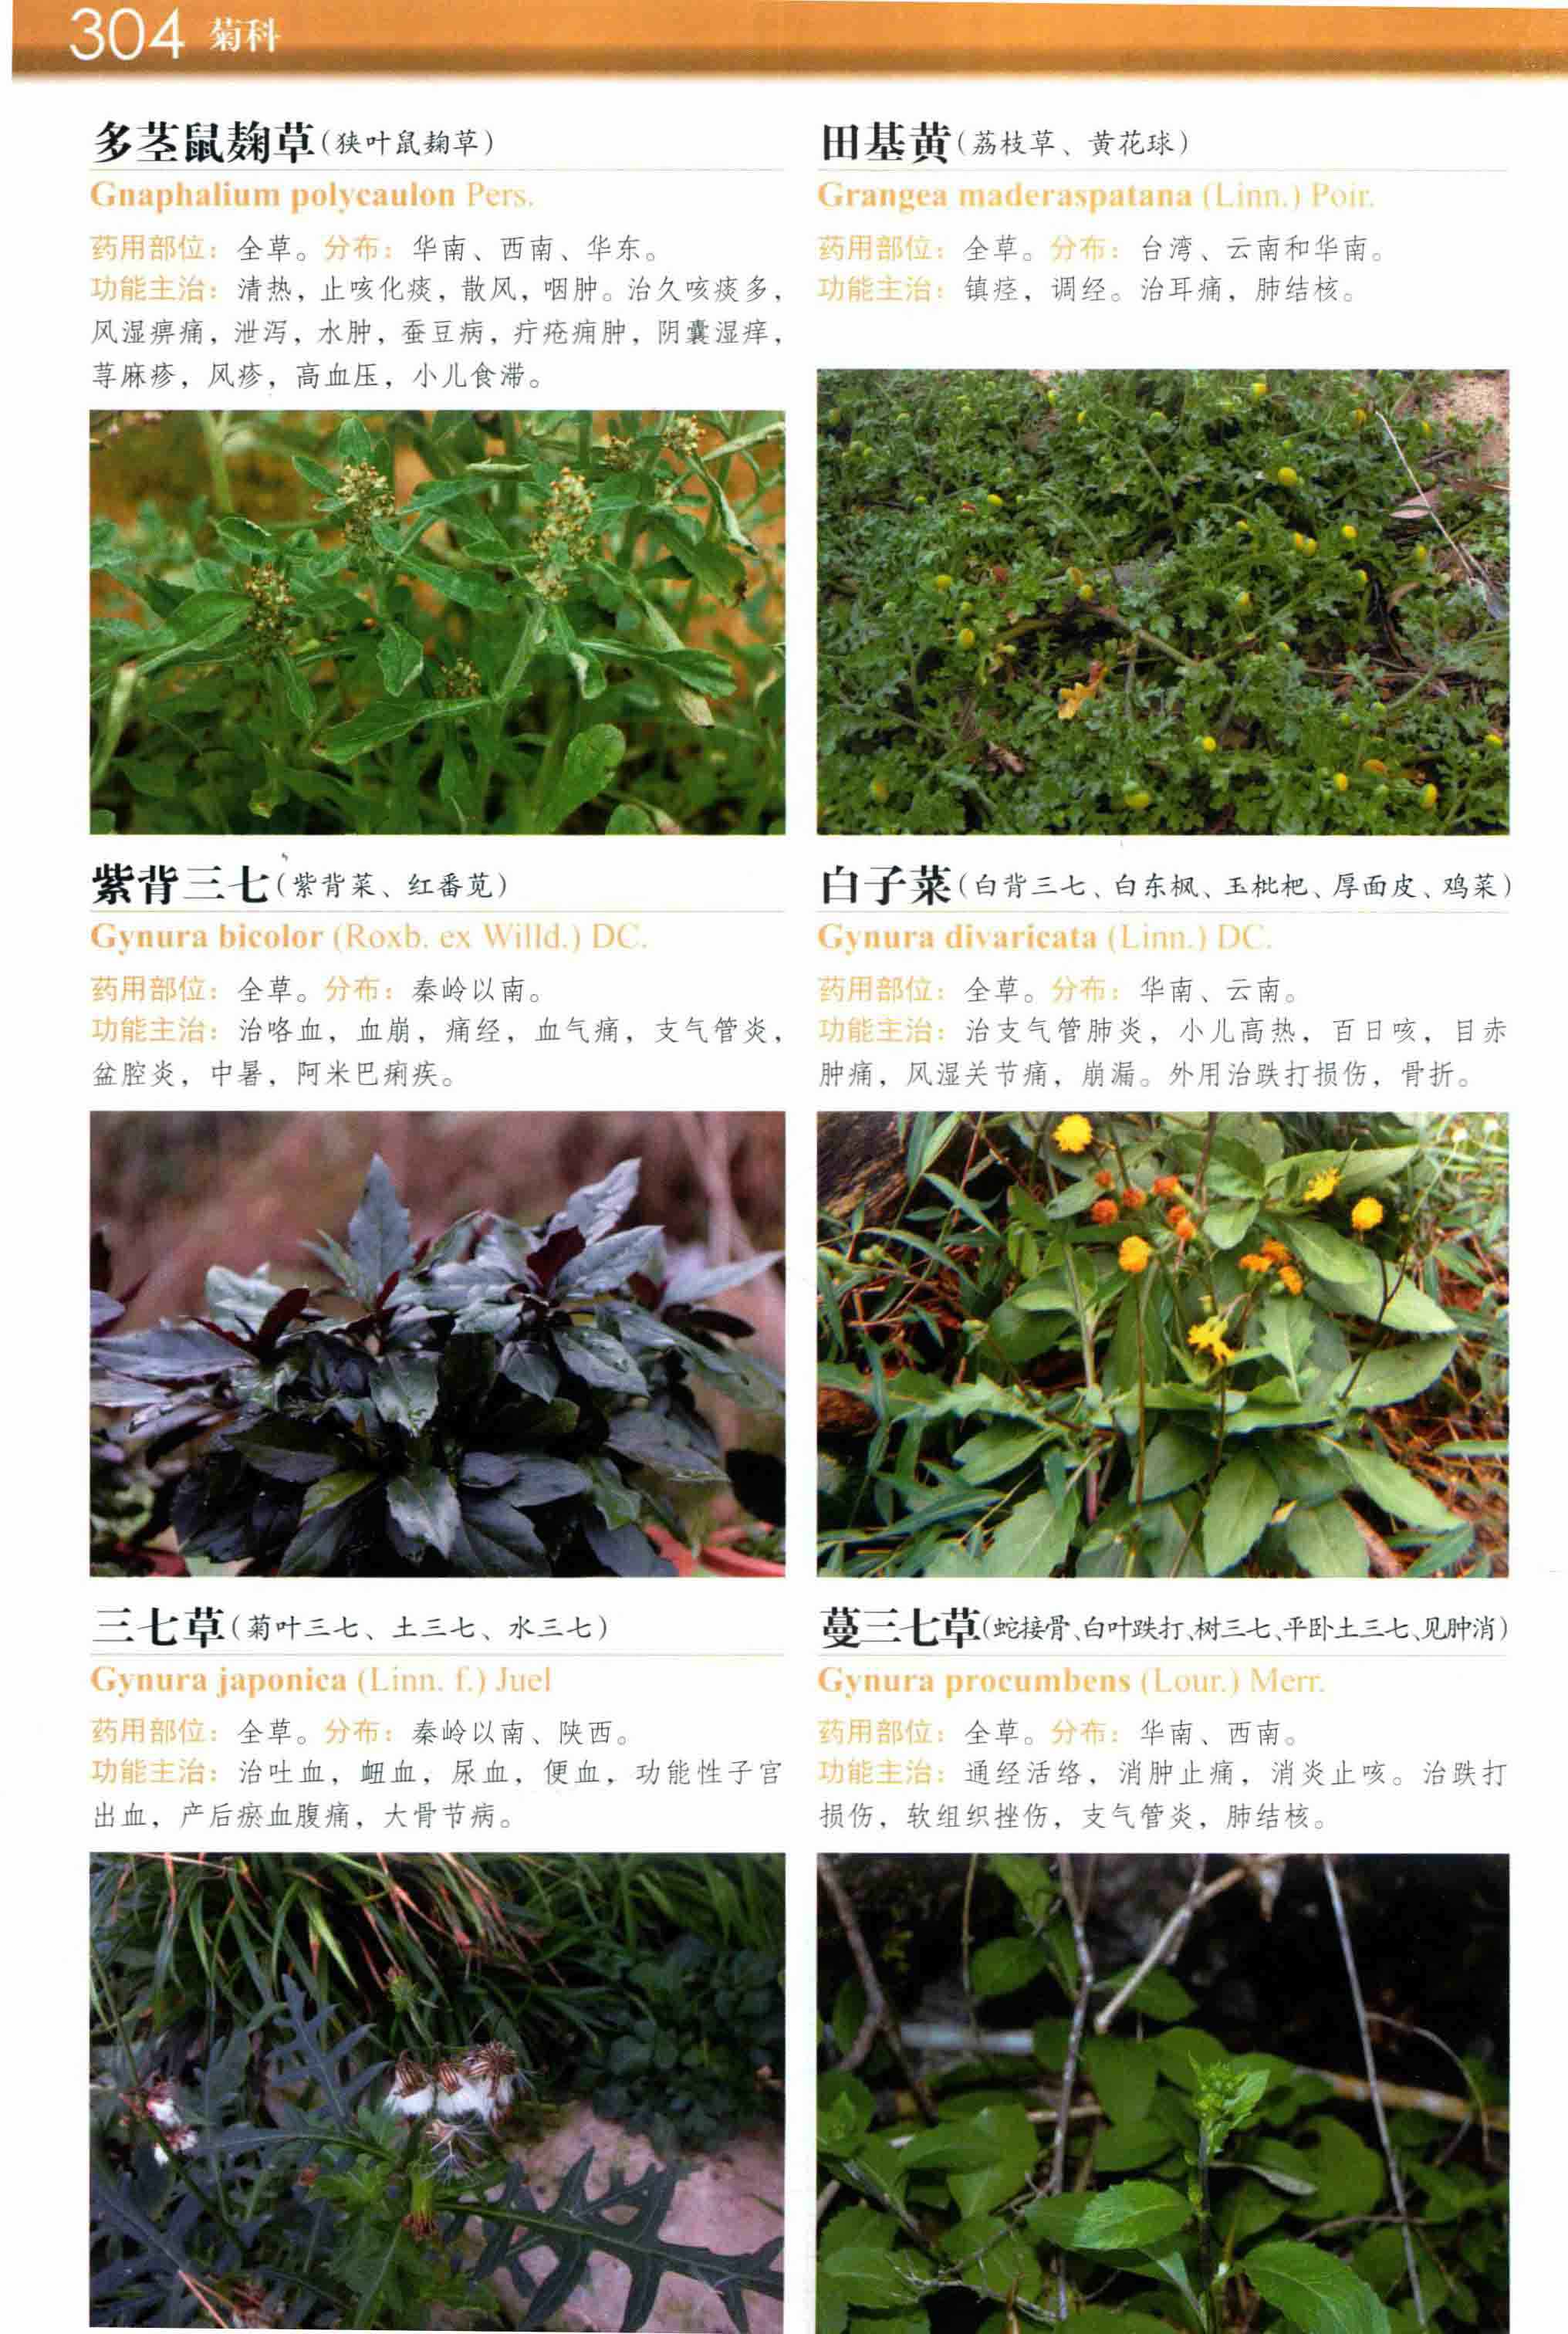 304 菊科
多茎鼠麹草(狭叶鼠麹草)
Gnaphalium polycaulon Pers.
药用部位：全草。分布：华南、西南、华东。
功能主治：清热，止咳化痰，散风，咽肿。治久咳痰多，
风湿痹痛，泄泻，水肿，蚕豆病，疔疮痈肿，阴囊湿痒，
荨麻疹，风疹，高血压，小儿食滞。
田基黄(荔枝草、黄花球)
Grangea maderaspatana (Linn.) Poir.
药用部位：全草。分布：台湾、云南和华南。
功能主治：镇痉，调经。治耳痛，肺结核。
紫背三七(紫背菜、红番苋)
Gynura bicolor (Roxb. ex Willd.) DC.
药用部位：全草。分布：秦岭以南。
功能主治：治咯血，血崩，痛经，血气痛，支气管炎，
盆腔炎，中暑，阿米巴痢疾。
白子菜(白背三七、白东枫、玉枇杷、厚面皮、鸡菜)
Gynura divaricata (Linn.) DC.
药用部位：全草。分布：华南、云南。
功能主治：治支气管肺炎，小儿高热，百日咳，目赤
肿痛，风湿关节痛，崩漏。外用治跌打损伤，骨折。
三七草(菊叶三七、土三七、水三七)
Gynura japonica (Linn. f.) Juel
药用部位：全草。分布：秦岭以南、陕西。
功能主治：治吐血，衄血，尿血，便血，功能性子宫
出血，产后瘀血腹痛，大骨节病。
蔓三七草(蛇接骨、白叶跌打、树三七、平卧土三七、见肿消)
Gynura procumbens (Lour.) Merr.
药用部位：全草。分布：华南、西南。
功能主治：通经活络，消肿止痛，消炎止咳。治跌打
损伤，软组织挫伤，支气管炎，肺结核。